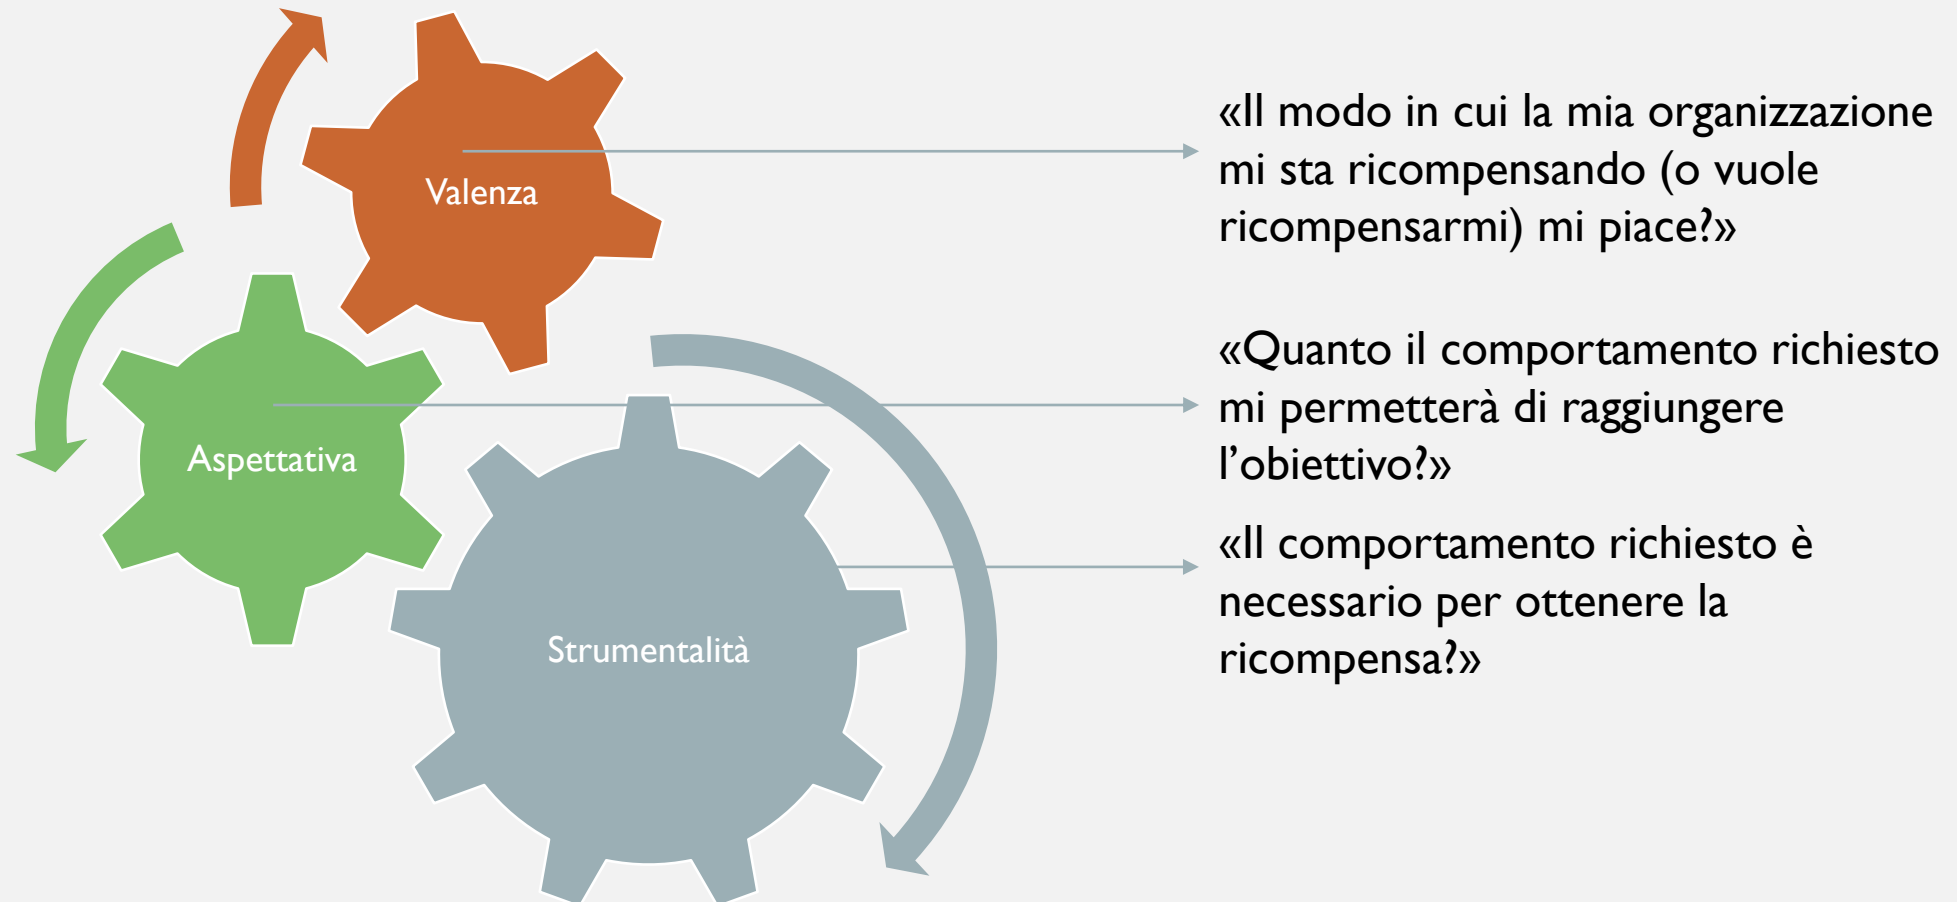 Valenza
«Il modo in cui la mia organizzazione
mi sta ricompensando (o vuole
ricompensarmi) mi piace?»
Aspettativa
«Quanto il comportamento richiesto
mi permetterà di raggiungere
l’obiettivo?»
Strumentalità
«Il comportamento richiesto è
necessario per ottenere la
ricompensa?»